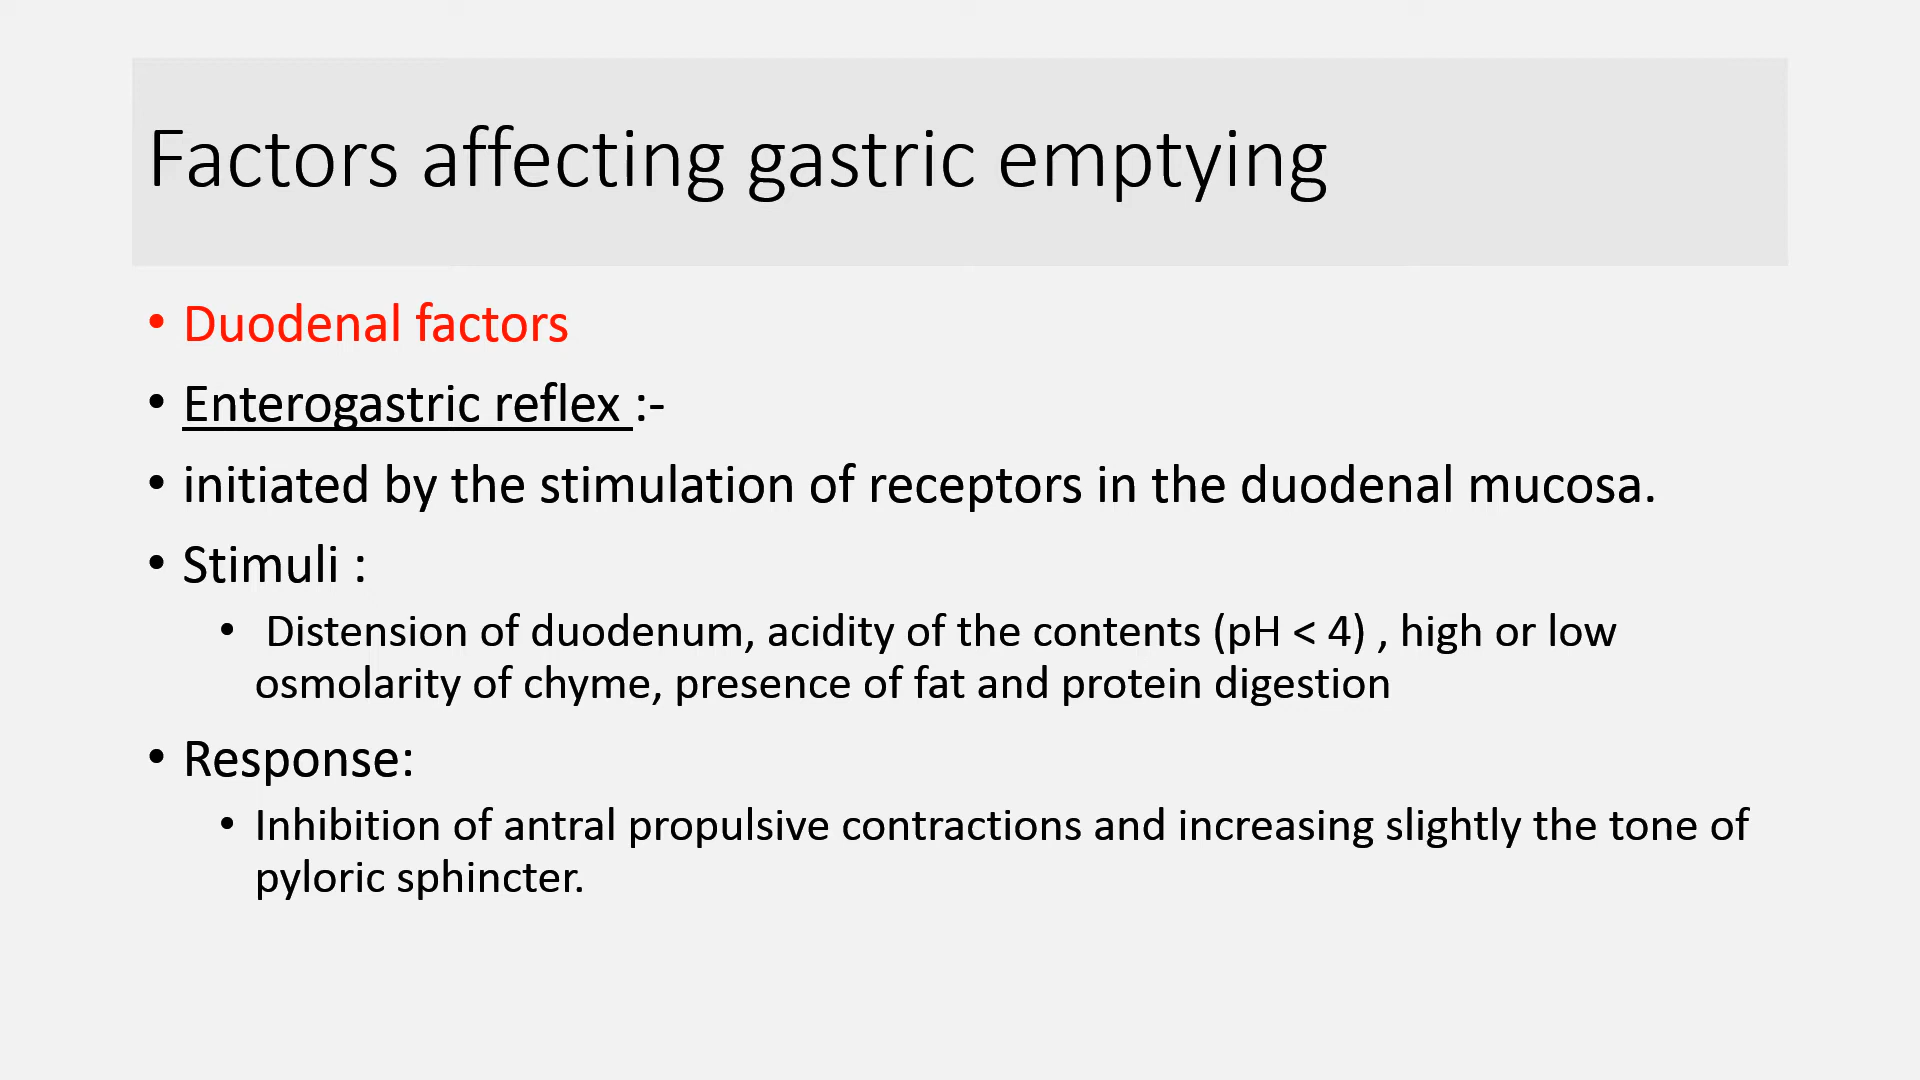 Factors affecting gastric emptying
• Duodenal factors
• Enterogastric reflex :-
• initiated by the stimulation of receptors in the duodenal mucosa.
• Stimuli :
• Distension of duodenum, acidity of the contents (pH < 4) , high or low
osmolarity of chyme, presence of fat and protein digestion
• Response:
• Inhibition of antral propulsive contractions and increasing slightly the tone of
pyloric sphincter.